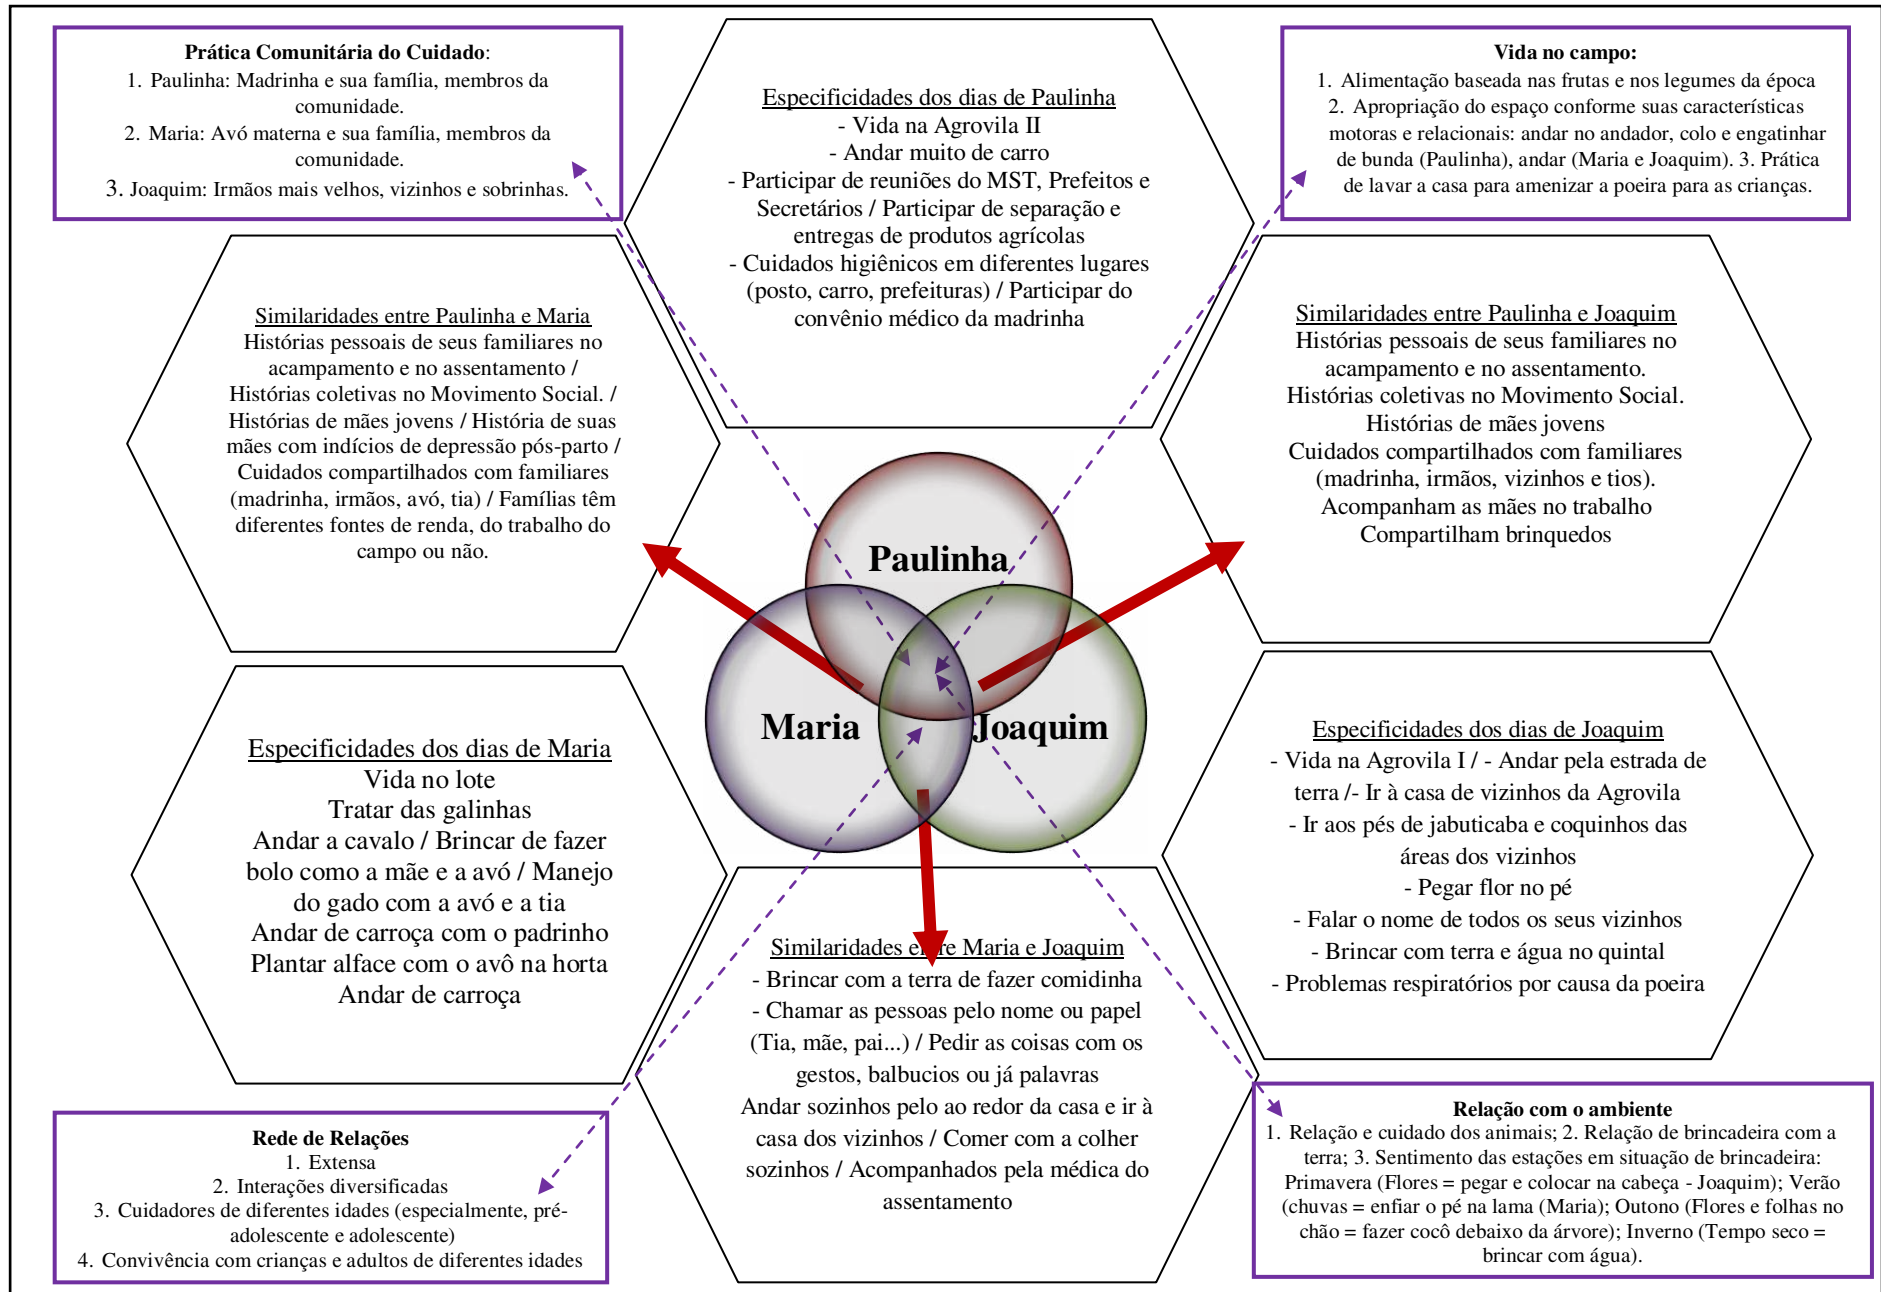 Prática Comunitária do Cuidado:
1. Paulinha: Madrinha e sua família, membros da
comunidade.
2. Maria: Avó materna e sua família, membros da
comunidade.
3. Joaquim: Irmãos mais velhos, vizinhos e sobrinhas.
Especificidades dos dias de Paulinha
- Vida na Agrovila II
- Andar muito de carro
- Participar de reuniões do MST, Prefeitos e
Secretários / Participar de separação e
entregas de produtos agrícolas
- Cuidados higiênicos em diferentes lugares
(posto, carro, prefeituras) / Participar do
convênio médico da madrinha
Vida no campo:
1. Alimentação baseada nas frutas e nos legumes da época
2. Apropriação do espaço conforme suas características
motoras e relacionais: andar no andador, colo e engatinhar
de bunda (Paulinha), andar (Maria e Joaquim). 3. Prática
de lavar a casa para amenizar a poeira para as crianças.
Similaridades entre Paulinha e Maria
Histórias pessoais de seus familiares no
acampamento e no assentamento /
Histórias coletivas no Movimento Social. /
Histórias de mães jovens / História de suas
mães com indícios de depressão pós-parto /
Cuidados compartilhados com familiares
(madrinha, irmãos, avó, tia) / Famílias têm
diferentes fontes de renda, do trabalho do
campo ou não.
Similaridades entre Paulinha e Joaquim
Histórias pessoais de seus familiares no
acampamento e no assentamento.
Histórias coletivas no Movimento Social.
Histórias de mães jovens
Cuidados compartilhados com familiares
(madrinha, irmãos, vizinhos e tios).
Acompanham as mães no trabalho
Compartilham brinquedos
Paulinha
Maria
Joaquim
Especificidades dos dias de Maria
Vida no lote
Tratar das galinhas
Andar a cavalo / Brincar de fazer
bolo como a mãe e a avó / Manejo
do gado com a avó e a tia
Andar de carroça com o padrinho
Plantar alface com o avô na horta
Andar de carroça
Especificidades dos dias de Joaquim
- Vida na Agrovila I / - Andar pela estrada de
terra /- Ir à casa de vizinhos da Agrovila
- Ir aos pés de jabuticaba e coquinhos das
áreas dos vizinhos
- Pegar flor no pé
- Falar o nome de todos os seus vizinhos
- Brincar com terra e água no quintal
- Problemas respiratórios por causa da poeira
Similaridades entre Maria e Joaquim
- Brincar com a terra de fazer comidinha
- Chamar as pessoas pelo nome ou papel
(Tia, mãe, pai...) / Pedir as coisas com os
gestos, balbucios ou já palavras
Andar sozinhos pelo ao redor da casa e ir à
casa dos vizinhos / Comer com a colher
sozinhos / Acompanhados pela médica do
assentamento
Rede de Relações
1. Extensa
2. Interações diversificadas
3. Cuidadores de diferentes idades (especialmente, pré-
adolescente e adolescente)
4. Convivência com crianças e adultos de diferentes idades
Relação com o ambiente
1. Relação e cuidado dos animais; 2. Relação de brincadeira com a
terra; 3. Sentimento das estações em situação de brincadeira:
Primavera (Flores = pegar e colocar na cabeça - Joaquim); Verão
(chuvas = enfiar o pé na lama (Maria); Outono (Flores e folhas no
chão = fazer cocô debaixo da árvore); Inverno (Tempo seco =
brincar com água).